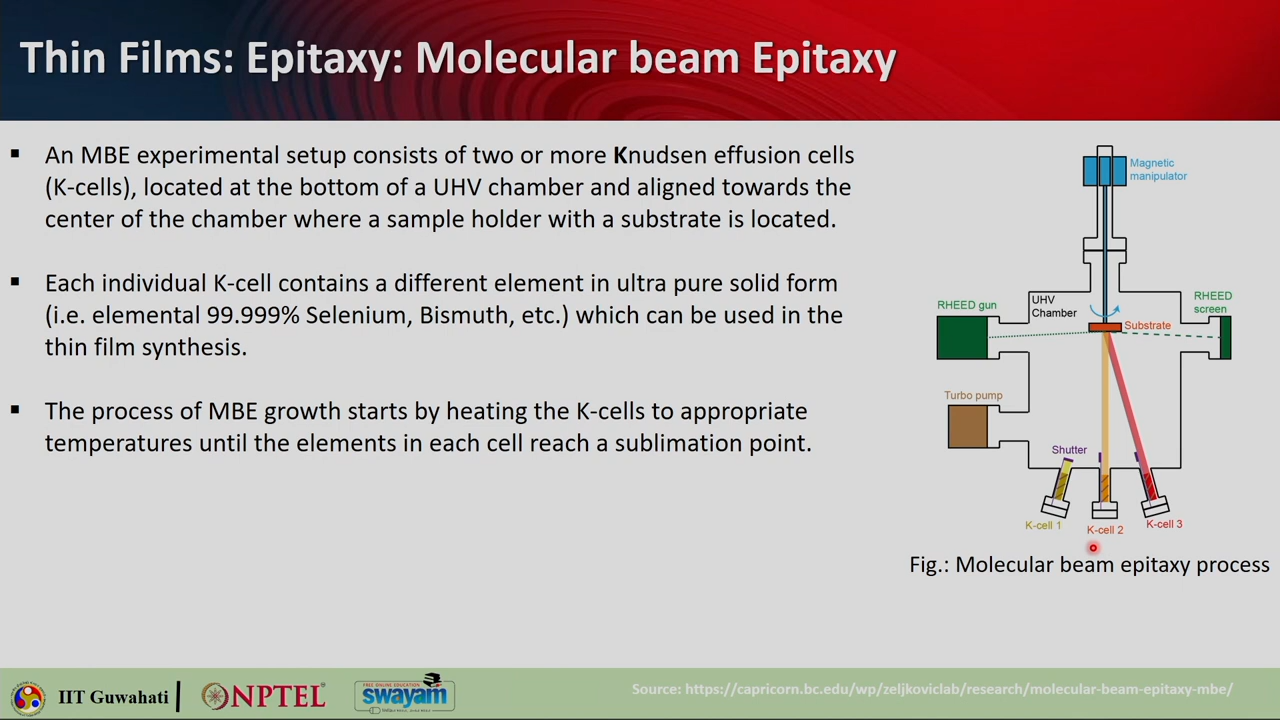 Thin Films: Epitaxy: Molecular beam Epitaxy
▪ An MBE experimental setup consists of two or more Knudsen effusion cells
(K-cells), located at the bottom of a UHV chamber and aligned towards the
center of the chamber where a sample holder with a substrate is located.
▪ Each individual K-cell contains a different element in ultra pure solid form
(i.e. elemental 99.999% Selenium, Bismuth, etc.) which can be used in the
thin film synthesis.
▪ The process of MBE growth starts by heating the K-cells to appropriate
temperatures until the elements in each cell reach a sublimation point.
Magnetic
manipulator
RHEED gun
UHV
Chamber
RHEED
screen
Substrate
Turbo pump
Shutter
K-cell 1
K-cell 2
K-cell 3
Fig.: Molecular beam epitaxy process
IIT Guwahati
NPTEL
FREE ONLINE EDUCATION
swayam
Source: https://capricorn.bc.edu/wp/zeljkoviclab/research/molecular-beam-epitaxy-mbe/